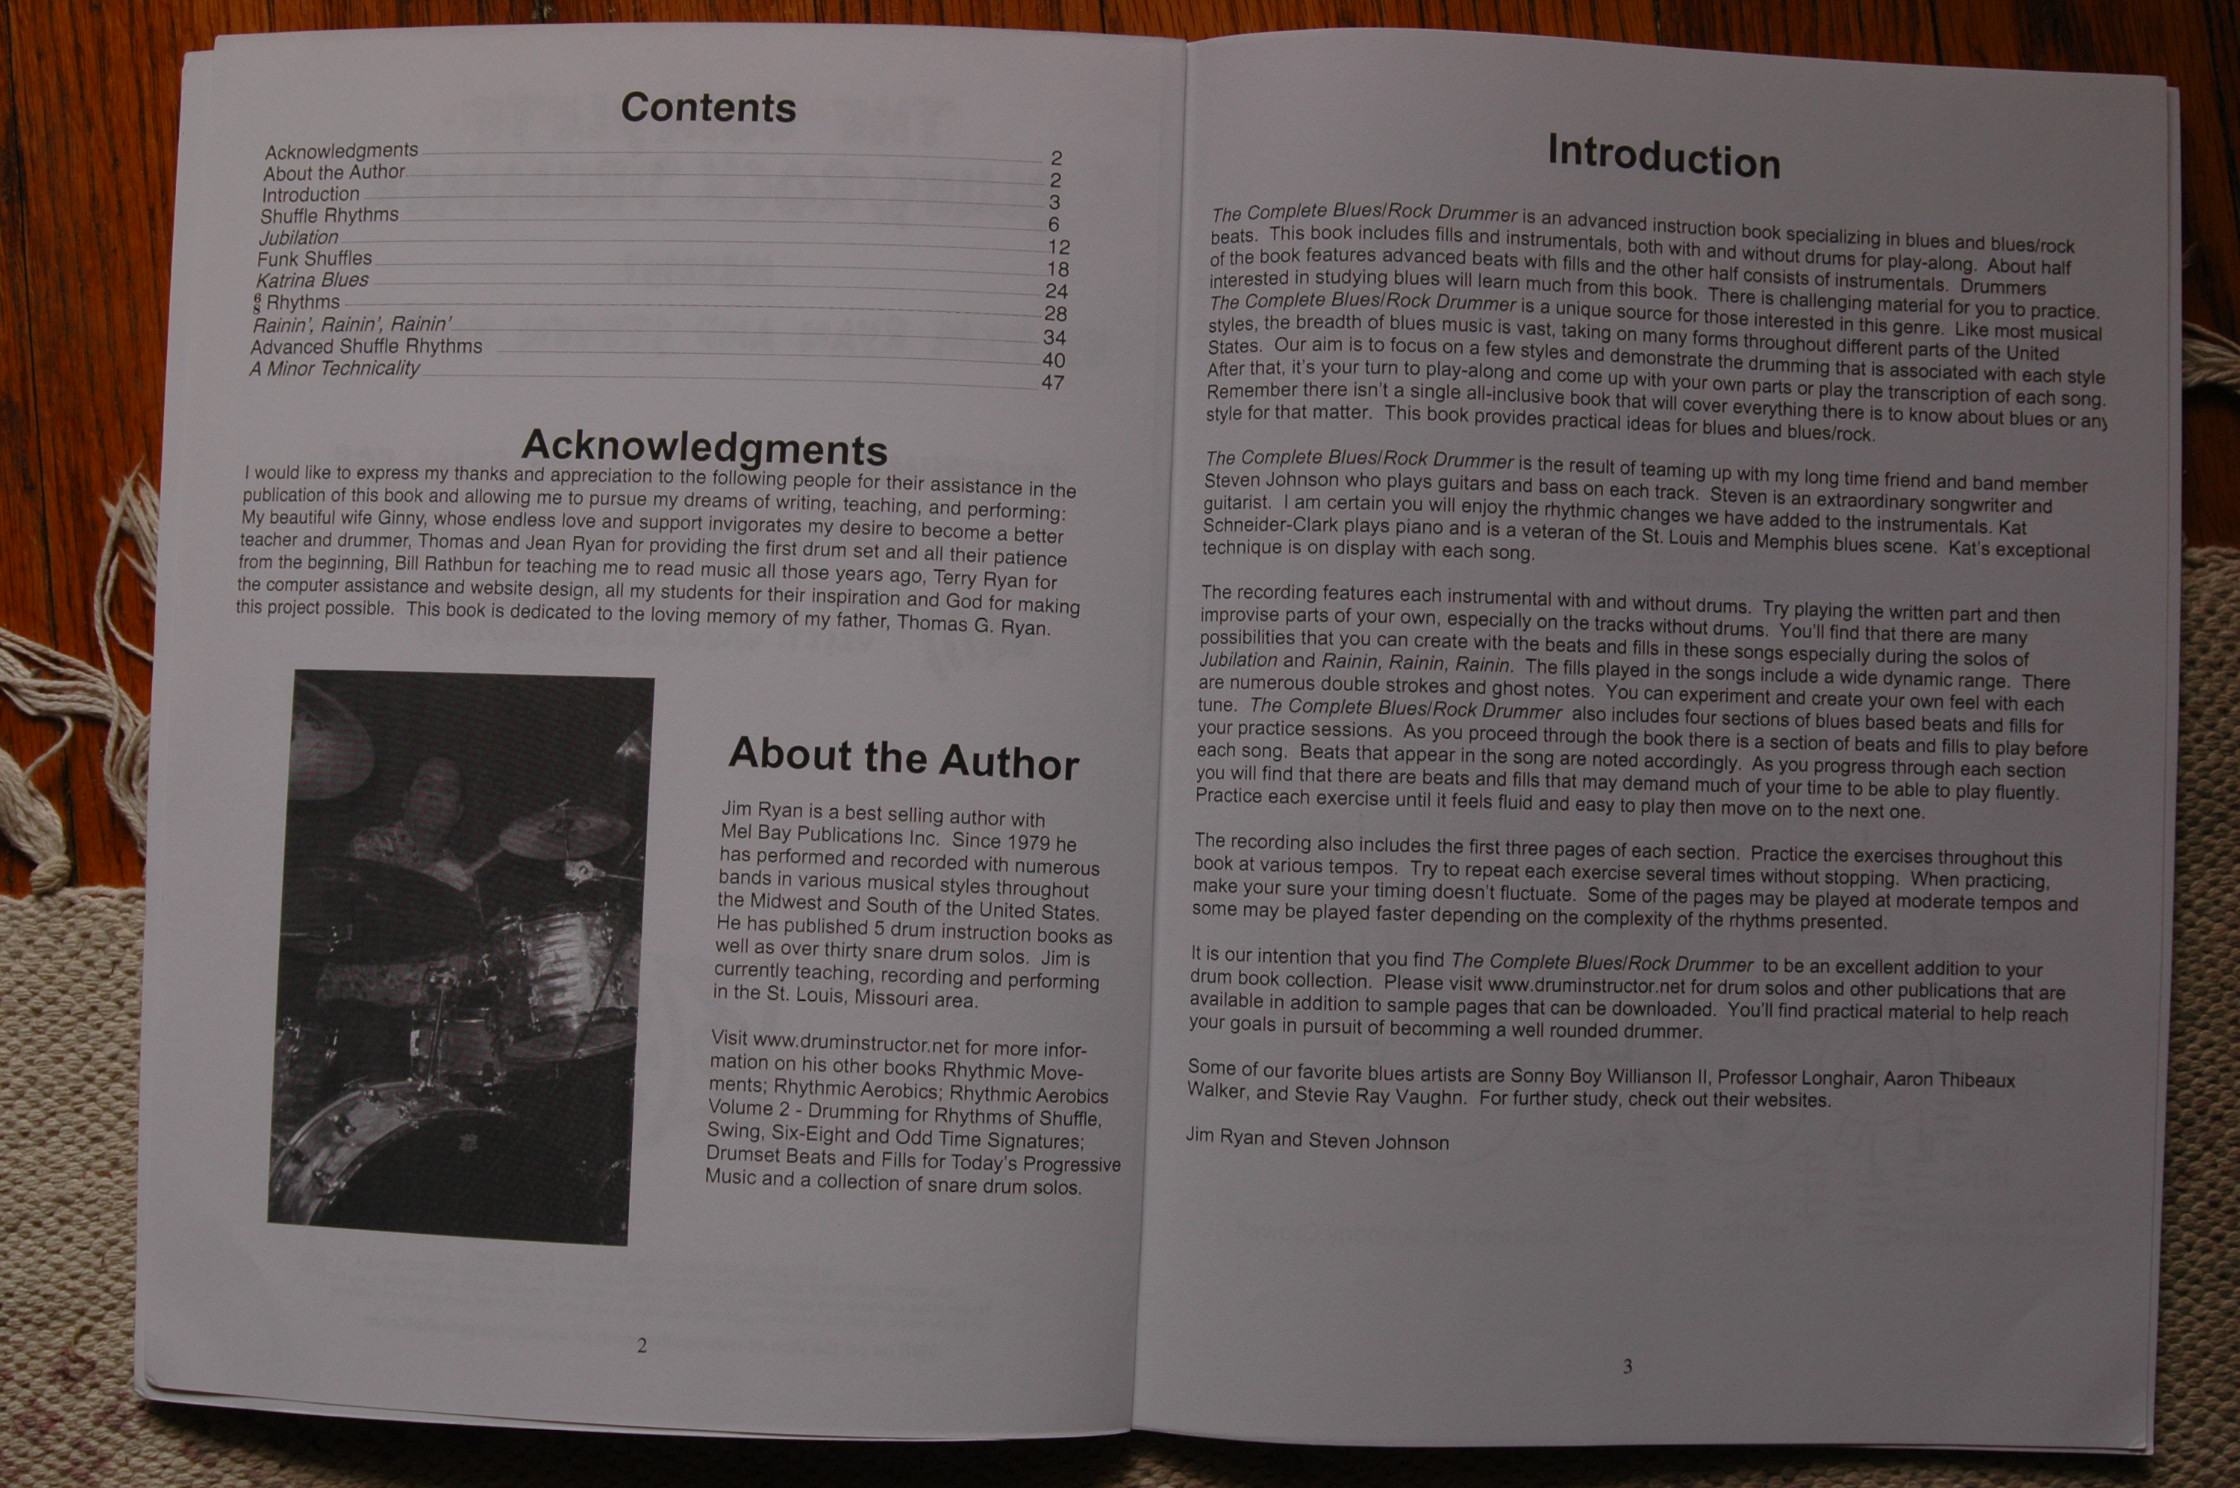 Contents
Acknowledgments 2
About the Author 2
Introduction 3
Shuffle Rhythms 6
Jubilation 12
Funk Shuffles 18
Katrina Blues 24
6/8 Rhythms 28
Rainin', Rainin', Rainin' 34
Advanced Shuffle Rhythms 40
A Minor Technicality 47
Acknowledgments
I would like to express my thanks and appreciation to the following people for their assistance in the
publication of this book and allowing me to pursue my dreams of writing, teaching, and performing:
My beautiful wife Ginny, whose endless love and support invigorates my desire to become a better
teacher and drummer, Thomas and Jean Ryan for providing the first drum set and all their patience
from the beginning, Bill Rathbun for teaching me to read music all those years ago, Terry Ryan for
the computer assistance and website design, all my students for their inspiration and God for making
this project possible. This book is dedicated to the loving memory of my father, Thomas G. Ryan.
About the Author
Jim Ryan is a best selling author with
Mel Bay Publications Inc. Since 1979 he
has performed and recorded with numerous
bands in various musical styles throughout
the Midwest and South of the United States.
He has published 5 drum instruction books as
well as over thirty snare drum solos. Jim is
currently teaching, recording and performing
in the St. Louis, Missouri area.
Visit www.druminstructor.net for more infor-
mation on his other books Rhythmic Move-
ments; Rhythmic Aerobics; Rhythmic Aerobics
Volume 2 - Drumming for Rhythms of Shuffle,
Swing, Six-Eight and Odd Time Signatures;
Drumset Beats and Fills for Today's Progressive
Music and a collection of snare drum solos.
2
Introduction
The Complete Blues/Rock Drummer is an advanced instruction book specializing in blues and blues/rock
beats. This book includes fills and instrumentals, both with and without drums for play-along. About half
of the book features advanced beats with fills and the other half consists of instrumentals. Drummers
interested in studying blues will learn much from this book. There is challenging material for you to practice.
The Complete Blues/Rock Drummer is a unique source for those interested in this genre. Like most musical
styles, the breadth of blues music is vast, taking on many forms throughout different parts of the United
States. Our aim is to focus on a few styles and demonstrate the drumming that is associated with each style
After that, it's your turn to play-along and come up with your own parts or play the transcription of each song.
Remember there isn't a single all-inclusive book that will cover everything there is to know about blues or any
style for that matter. This book provides practical ideas for blues and blues/rock.
The Complete Blues/Rock Drummer is the result of teaming up with my long time friend and band member
Steven Johnson who plays guitars and bass on each track. Steven is an extraordinary songwriter and
guitarist. I am certain you will enjoy the rhythmic changes we have added to the instrumentals. Kat
Schneider-Clark plays piano and is a veteran of the St. Louis and Memphis blues scene. Kat's exceptional
technique is on display with each song.
The recording features each instrumental with and without drums. Try playing the written part and then
improvise parts of your own, especially on the tracks without drums. You'll find that there are many
possibilities that you can create with the beats and fills in these songs especially during the solos of
Jubilation and Rainin, Rainin, Rainin. The fills played in the songs include a wide dynamic range. There
are numerous double strokes and ghost notes. You can experiment and create your own feel with each
tune. The Complete Blues/Rock Drummer also includes four sections of blues based beats and fills for
your practice sessions. As you proceed through the book there is a section of beats and fills to play before
each song. Beats that appear in the song are noted accordingly. As you progress through each section
you will find that there are beats and fills that may demand much of your time to be able to play fluently.
Practice each exercise until it feels fluid and easy to play then move on to the next one.
The recording also includes the first three pages of each section. Practice the exercises throughout this
book at various tempos. Try to repeat each exercise several times without stopping. When practicing,
make your sure your timing doesn't fluctuate. Some of the pages may be played at moderate tempos and
some may be played faster depending on the complexity of the rhythms presented.
It is our intention that you find The Complete Blues/Rock Drummer to be an excellent addition to your
drum book collection. Please visit www.druminstructor.net for drum solos and other publications that are
available in addition to sample pages that can be downloaded. You'll find practical material to help reach
your goals in pursuit of becomming a well rounded drummer.
Some of our favorite blues artists are Sonny Boy Willianson II, Professor Longhair, Aaron Thibeaux
Walker, and Stevie Ray Vaughn. For further study, check out their websites.
Jim Ryan and Steven Johnson
3